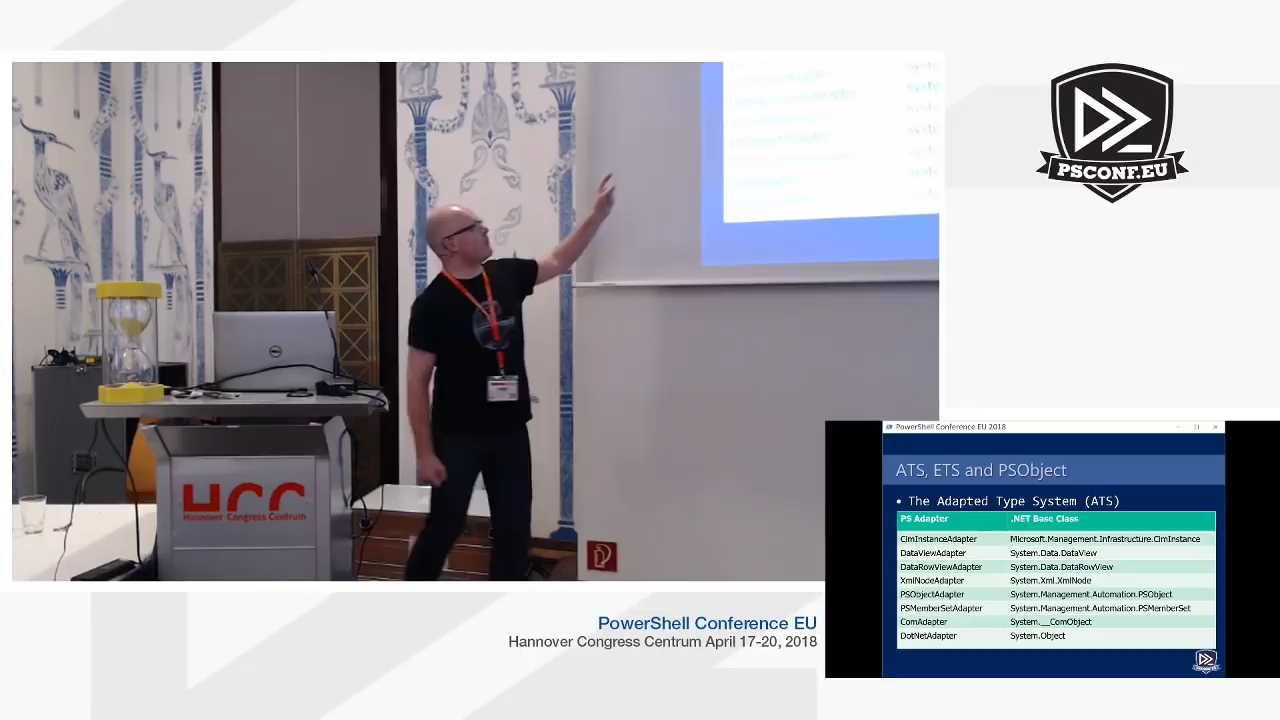 PSCONF.EU
HCC
Hannover Congress Centrum
PowerShell Conference EU
Hannover Congress Centrum April 17-20, 2018
PowerShell Conference EU 2018
ATS, ETS and PSObject
• The Adapted Type System (ATS)
PS Adapter .NET Base Class
CimInstanceAdapter Microsoft.Management.Infrastructure.CimInstance
DataViewAdapter System.Data.DataView
DataRowViewAdapter System.Data.DataRowView
XmlNodeAdapter System.Xml.XmlNode
PSObjectAdapter System.Management.Automation.PSObject
PSMemberSetAdapter System.Management.Automation.PSMemberSet
ComAdapter System.__ComObject
DotNetAdapter System.Object